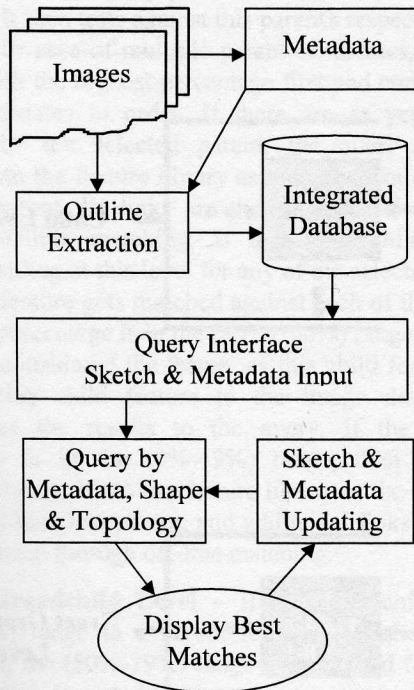 Images
Metadata
Outline
Extraction
Integrated
Database
Query Interface
Sketch & Metadata Input
Query by
Metadata, Shape
& Topology
Sketch &
Metadata
Updating
Display Best
Matches